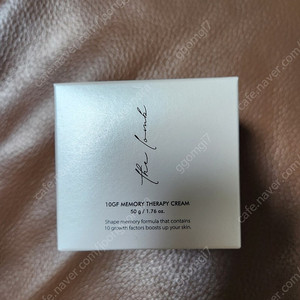 the lamb
10GF MEMORY THERAPY CREAM
50 g / 1.76 oz.
Shape memory formula that contains
10 growth factors boosts up your skin.